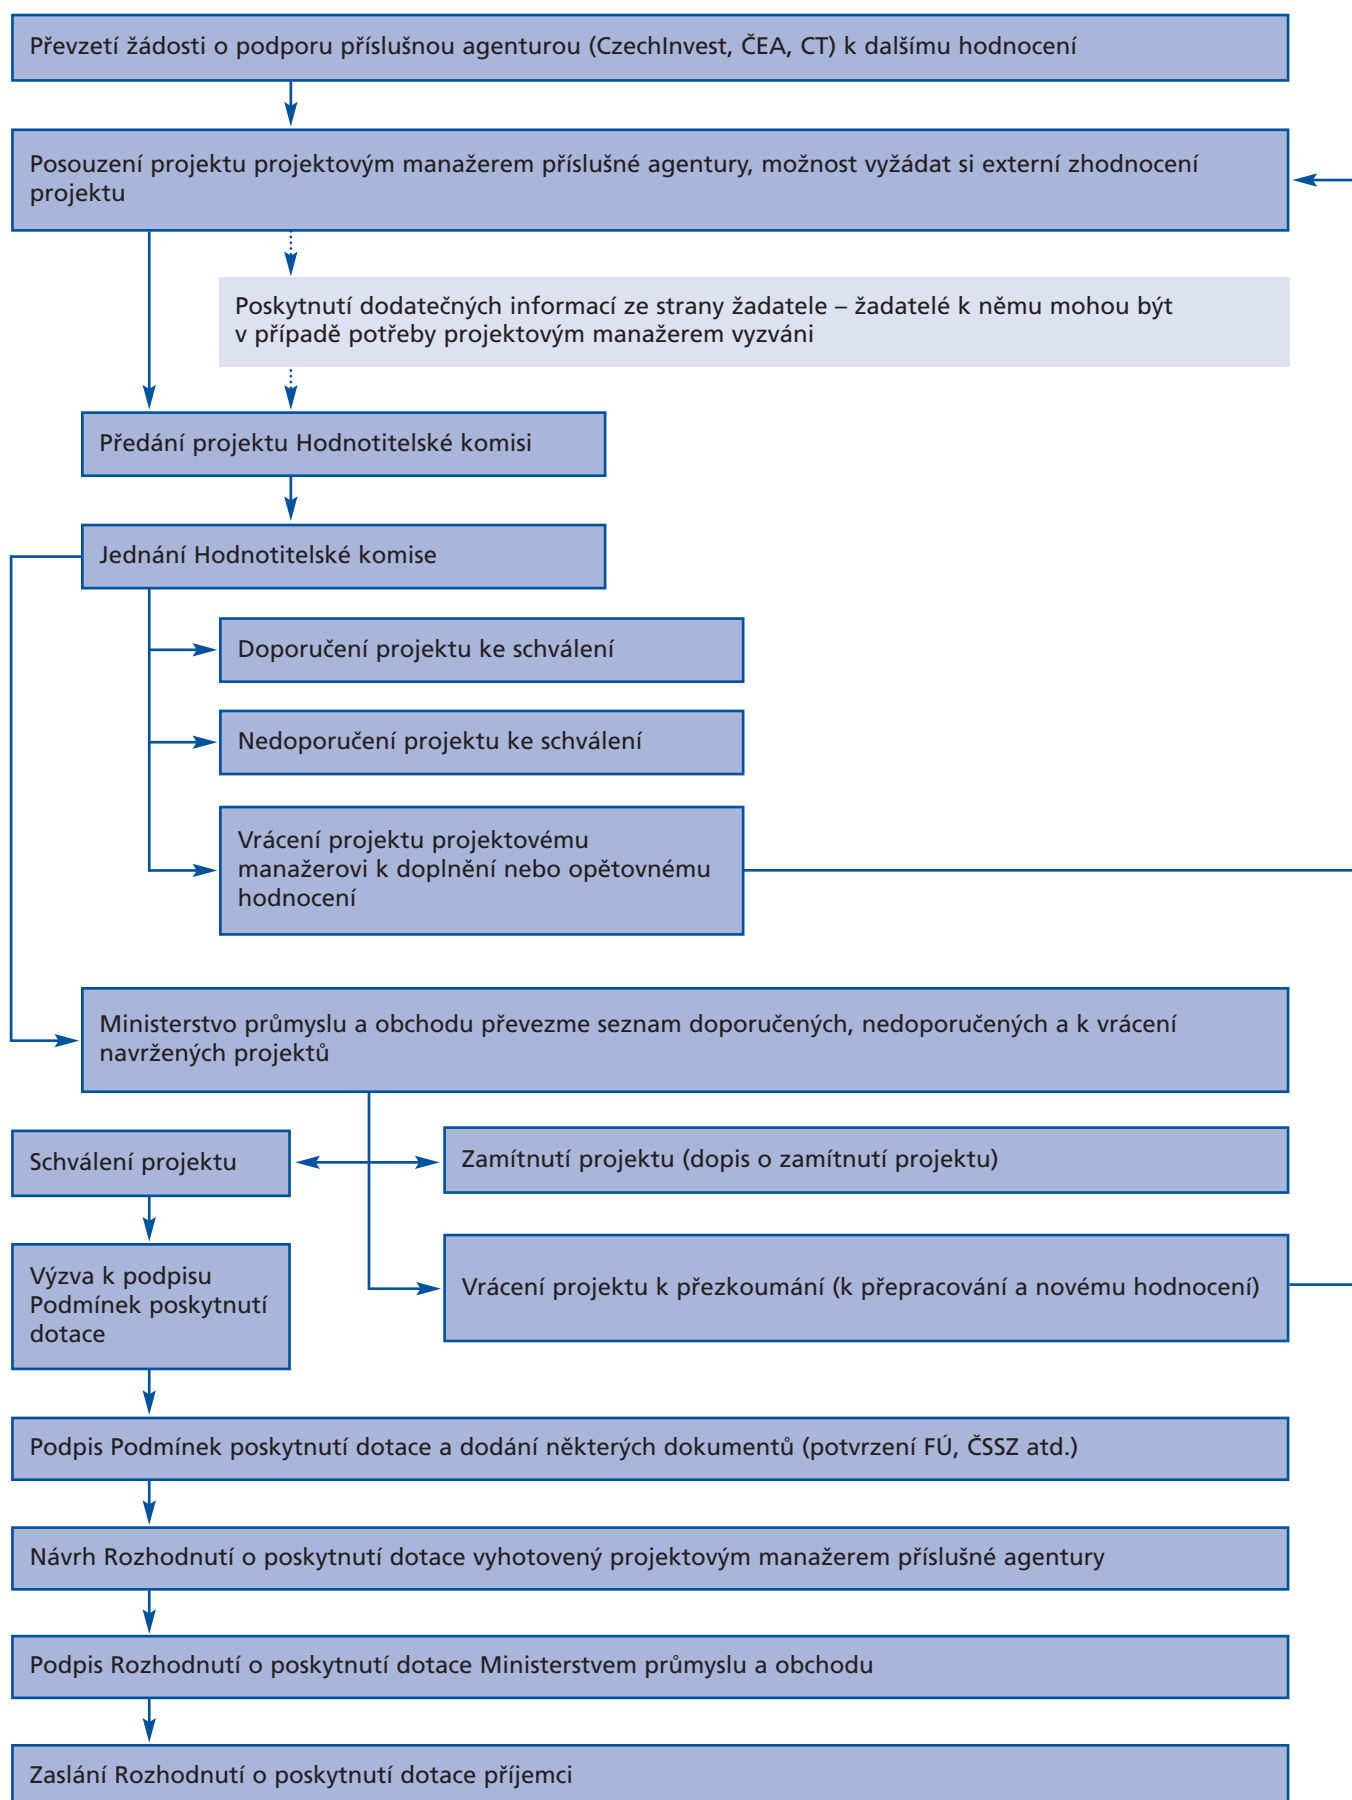 Převzetí žádosti o podporu příslušnou agenturou (CzechInvest, ČEA, CT) k dalšímu hodnocení
Posouzení projektu projektovým manažerem příslušné agentury, možnost vyžádat si externí zhodnocení
projektu
Poskytnutí dodatečných informací ze strany žadatele – žadatelé k němu mohou být
v případě potřeby projektovým manažerem vyzváni
Předání projektu Hodnotitelské komisi
Jednání Hodnotitelské komise
Doporučení projektu ke schválení
Nedoporučení projektu ke schválení
Vrácení projektu projektovému
manažerovi k doplnění nebo opětovnému
hodnocení
Ministerstvo průmyslu a obchodu převezme seznam doporučených, nedoporučených a k vrácení
navržených projektů
Schválení projektu
Zamítnutí projektu (dopis o zamítnutí projektu)
Výzva k podpisu
Podmínek poskytnutí
dotace
Vrácení projektu k přezkoumání (k přepracování a novému hodnocení)
Podpis Podmínek poskytnutí dotace a dodání některých dokumentů (potvrzení FÚ, ČSSZ atd.)
Návrh Rozhodnutí o poskytnutí dotace vyhotovený projektovým manažerem příslušné agentury
Podpis Rozhodnutí o poskytnutí dotace Ministerstvem průmyslu a obchodu
Zaslání Rozhodnutí o poskytnutí dotace příjemci